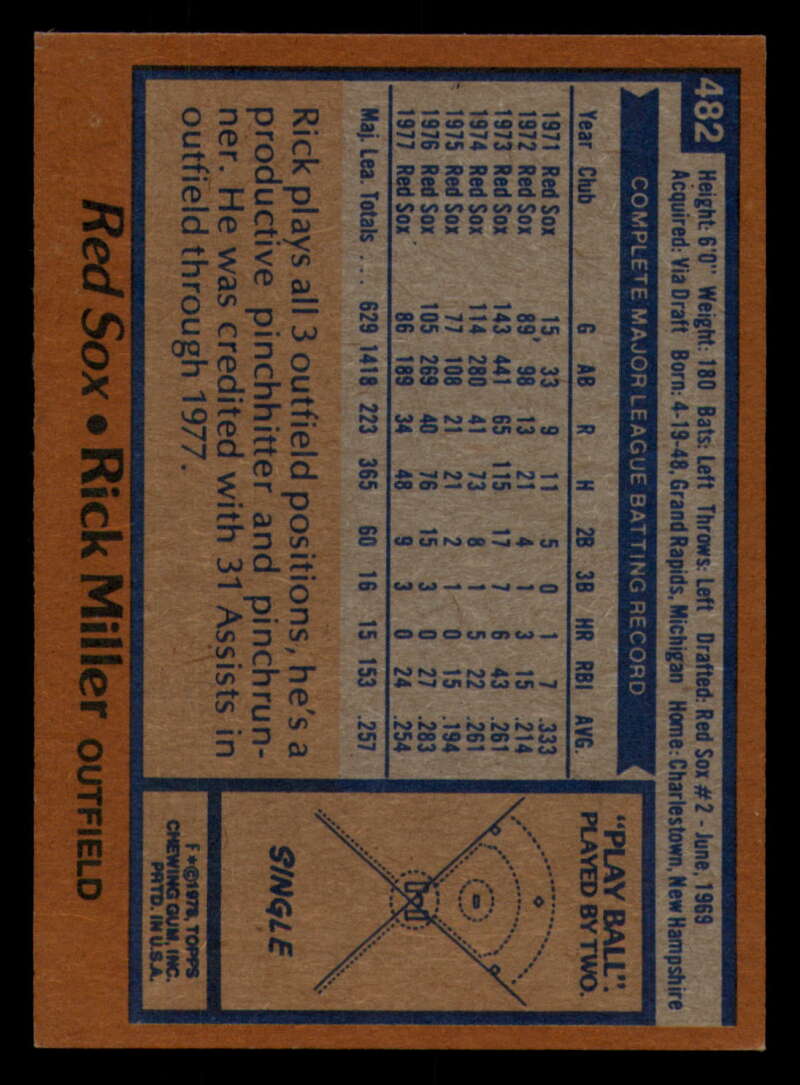 482
Height: 6'0" Weight: 180 Bats: Left Throws: Left Drafted: Red Sox #2 - June, 1969
Acquired: Via Draft Born: 4-19-48, Grand Rapids, Michigan Home: Charlestown, New Hampshire
COMPLETE MAJOR LEAGUE BATTING RECORD
Year Club G AB R H 2B 3B HR RBI AVG.
1971 Red Sox 15 33 9 11 5 0 1 7 .333
1972 Red Sox 89 98 13 21 4 1 3 15 .214
1973 Red Sox 143 441 65 115 17 7 6 43 .261
1974 Red Sox 114 280 41 73 8 1 5 22 .261
1975 Red Sox 77 108 21 21 2 1 0 15 .194
1976 Red Sox 105 269 40 76 15 3 0 27 .283
1977 Red Sox 86 189 34 48 9 3 0 24 .254
Maj. Lea. Totals ... 629 1418 223 365 60 16 15 153 .257
Rick plays all 3 outfield positions, he's a
productive pinchhitter and pinchrun-
ner. He was credited with 31 Assists in
outfield through 1977.
"PLAY BALL":
PLAYED BY TWO.
SINGLE
F*©1978, TOPPS
CHEWING GUM, INC.
PRTD. IN U.S.A.
Red Sox • Rick Miller OUTFIELD